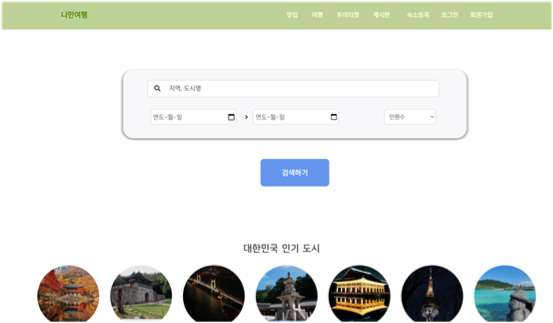 나만여행
맛집 여행 투어티켓 게시판 숙소등록 로그인 회원가입
지역, 도시명
연도-월-일 > 연도-월-일 인원수
검색하기
대한민국 인기 도시